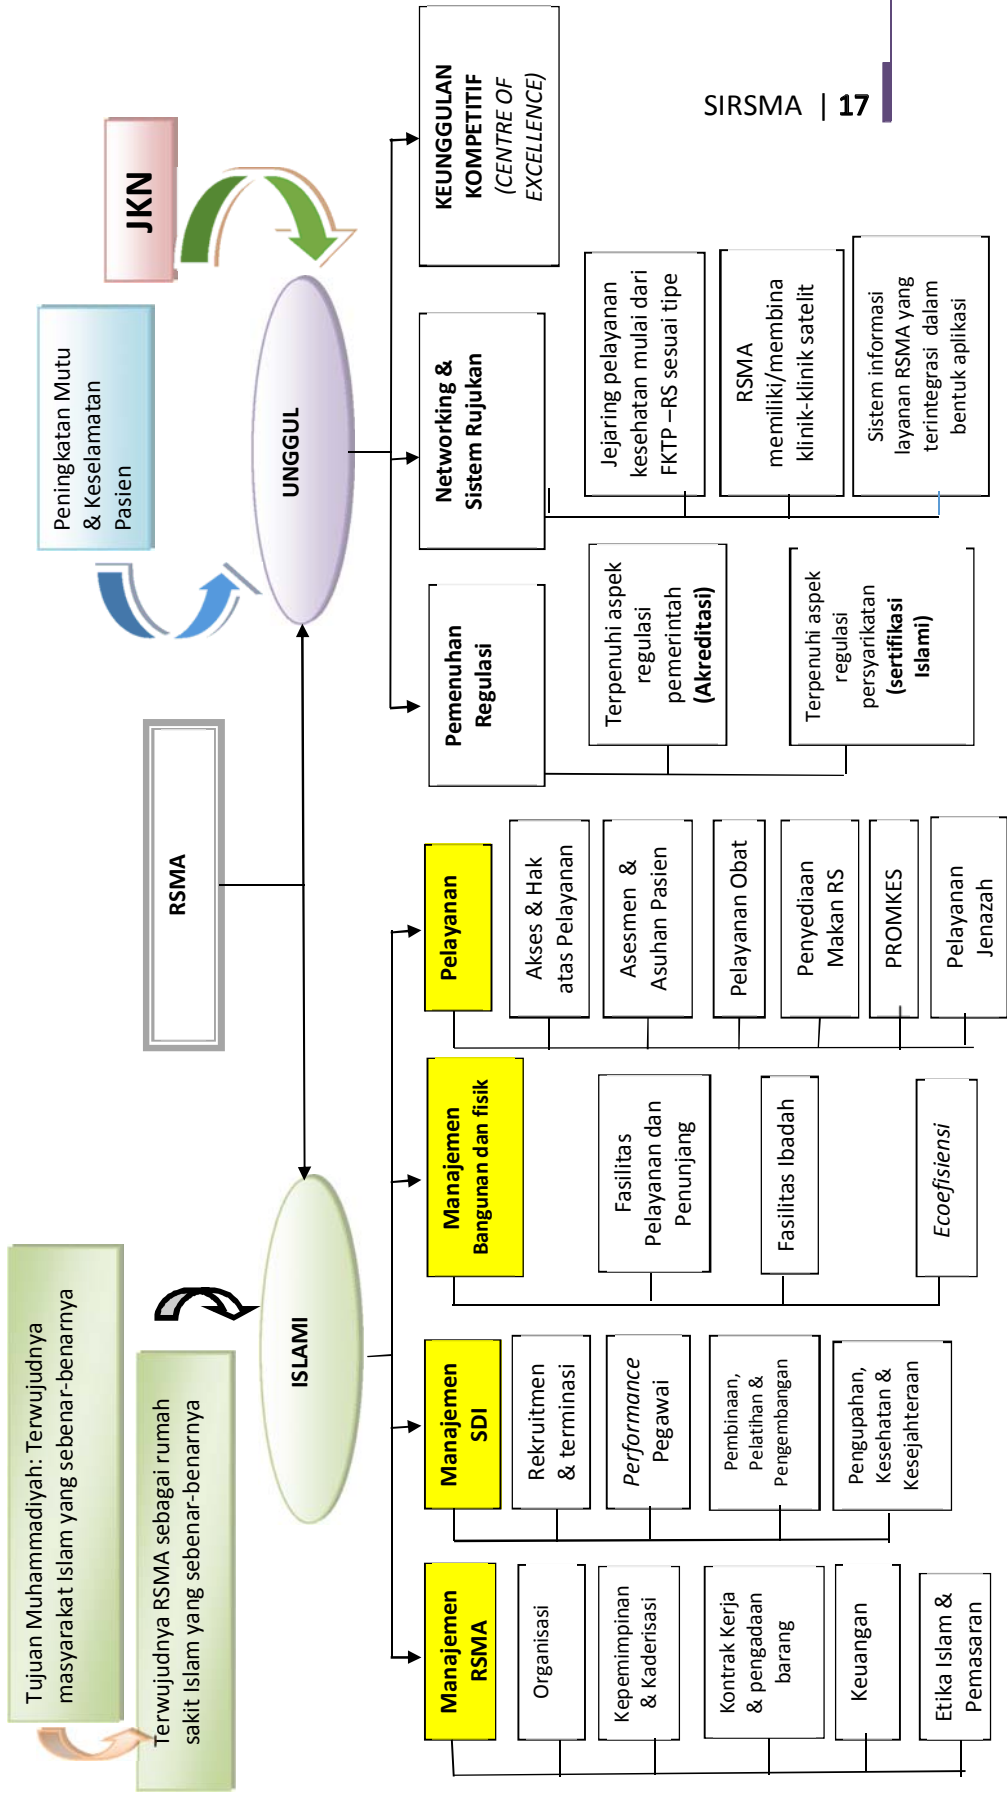 Tujuan Muhammadiyah: Terwujudnya
masyarakat Islam yang sebenar-benarnya
Terwujudnya RSMA sebagai rumah
sakit Islam yang sebenar-benarnya
RSMA
Peningkatan Mutu
& Keselamatan
Pasien
JKN
ISLAMI
UNGGUL
Manajemen
RSMA
Organisasi
Kepemimpinan
& Kaderisasi
Kontrak Kerja
& pengadaan
barang
Keuangan
Etika Islam &
Pemasaran
Manajemen
SDI
Rekruitmen
& terminasi
Performance
Pegawai
Pembinaan,
Pelatihan &
Pengembangan
Pengupahan,
Kesehatan &
Kesejahteraan
Manajemen
Bangunan dan fisik
Fasilitas
Pelayanan dan
Penunjang
Fasilitas Ibadah
Ecoefisiensi
Pelayanan
Akses & Hak
atas Pelayanan
Asesmen &
Asuhan Pasien
Pelayanan Obat
Penyediaan
Makan RS
PROMKES
Pelayanan
Jenazah
Pemenuhan
Regulasi
Terpenuhi aspek
regulasi
pemerintah
(Akreditasi)
Terpenuhi aspek
regulasi
persyarikatan
(sertifikasi
Islami)
Networking &
Sistem Rujukan
Jejaring pelayanan
kesehatan mulai dari
FKTP –RS sesuai tipe
RSMA
memiliki/membina
klinik-klinik satelit
Sistem informasi
layanan RSMA yang
terintegrasi dalam
bentuk aplikasi
KEUNGGULAN
KOMPETITIF
(CENTRE OF
EXCELLENCE)
SIRSMA | 17